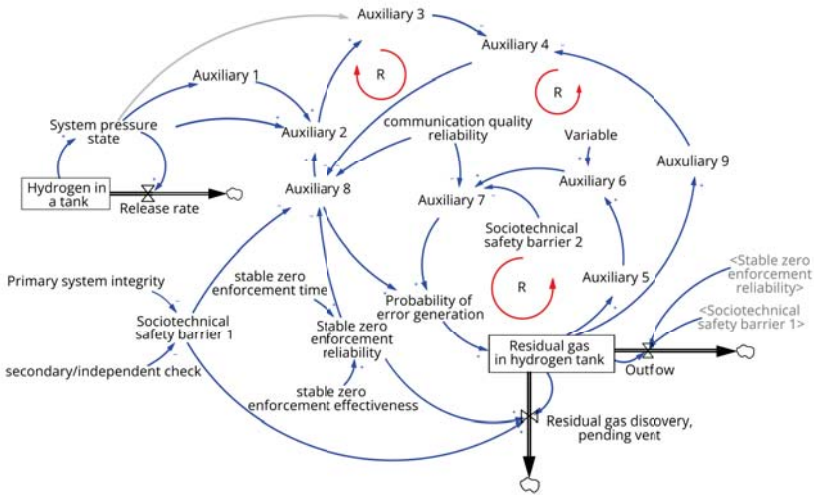 Auxiliary 3
Auxiliary 4
R
Auxiliary 1
R
System pressure
state
Auxiliary 2
communication quality
reliability
Variable
Auxuliary 9
Hydrogen in
a tank
Release rate
Auxiliary 8
Auxiliary 7
Auxiliary 6
Sociotechnical
safety barrier 2
<Stable zero
enforcement
reliability>
Primary system integrity
stable zero
enforcement time
R
Auxiliary 5
Probability of
error generation
<Sociotechnical
safety barrier 1>
Sociotechnical
safety barrier 1
Stable zero
enforcement
reliability
Residual gas
in hydrogen tank
Outfow
secondary/independent check
stable zero
enforcement effectiveness
Residual gas discovery,
pending vent